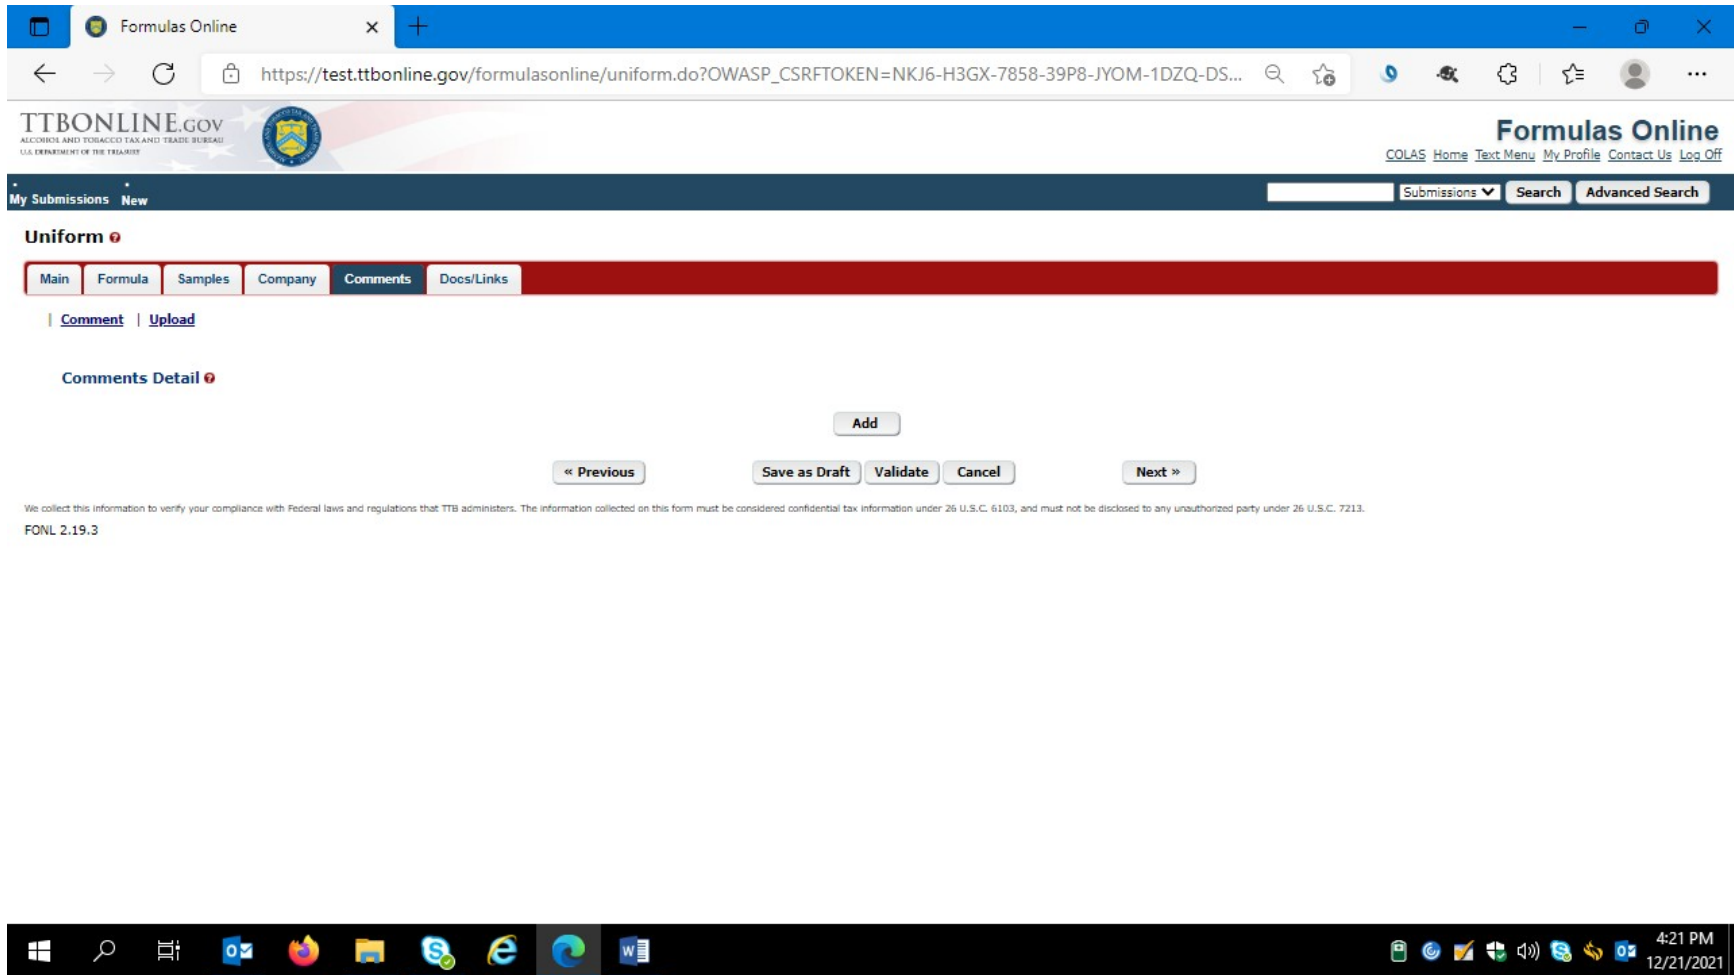 Formulas Online
https://test.ttbonline.gov/formulasonline/uniform.do?OWASP_CSRFTOKEN=NKJ6-H3GX-7858-39P8-JYOM-1DZQ-DS...
TTBONLINE.GOV
ALCOHOL AND TOBACCO TAX AND TRADE BUREAU
U.S. DEPARTMENT OF THE TREASURY
Formulas Online
COLAS Home Text Menu My Profile Contact Us Log Off
My Submissions New
Submissions Search Advanced Search
Uniform ?
Main Formula Samples Company Comments Docs/Links
| Comment | Upload
Comments Detail ?
Add
« Previous Save as Draft Validate Cancel Next »
We collect this information to verify your compliance with Federal laws and regulations that TTB administers. The information collected on this form must be considered confidential tax information under 26 U.S.C. 6103, and must not be disclosed to any unauthorized party under 26 U.S.C. 7213.
FONL 2.19.3
4:21 PM
12/21/2021